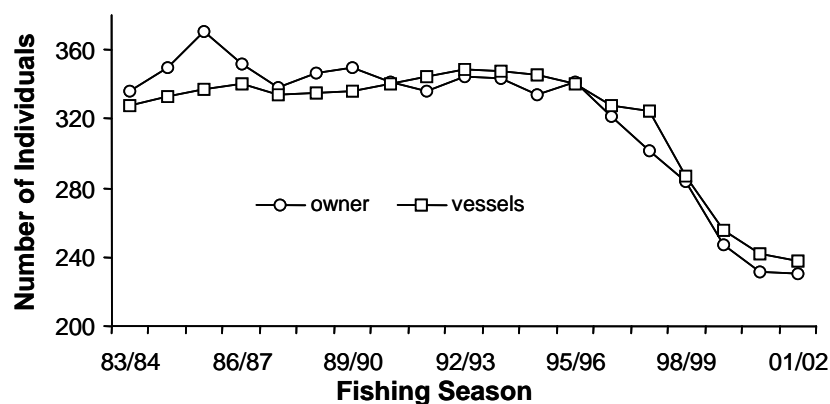 Number of Individuals
360
320
280
240
200
owner
vessels
83/84 86/87 89/90 92/93 95/96 98/99 01/02
Fishing Season